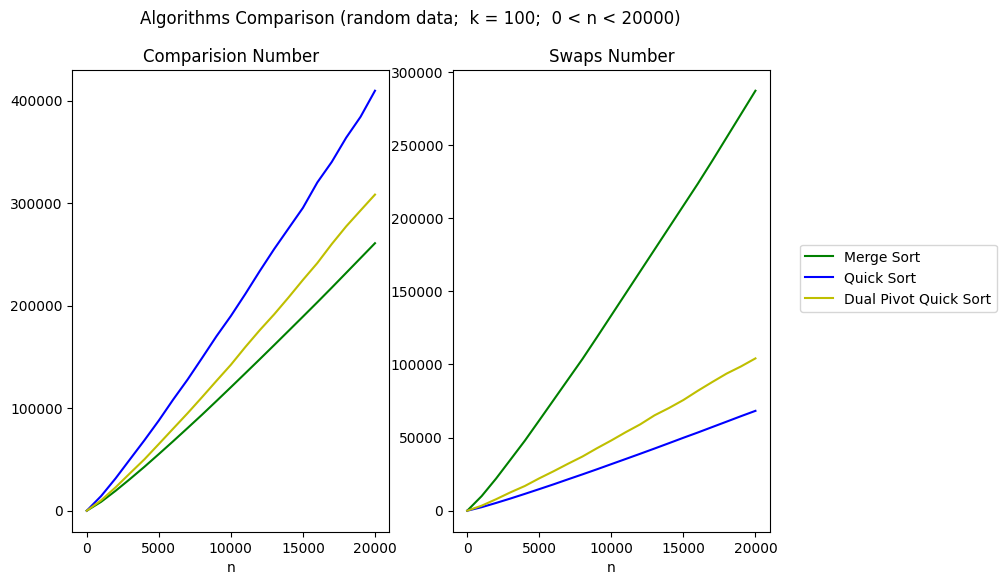 Algorithms Comparison (random data;  k = 100;  0 < n < 20000)
Comparision Number
400000
300000
200000
100000
0
0 5000 10000 15000 20000
n
Swaps Number
300000
250000
200000
150000
100000
50000
0
0 5000 10000 15000 20000
n
Merge Sort
Quick Sort
Dual Pivot Quick Sort